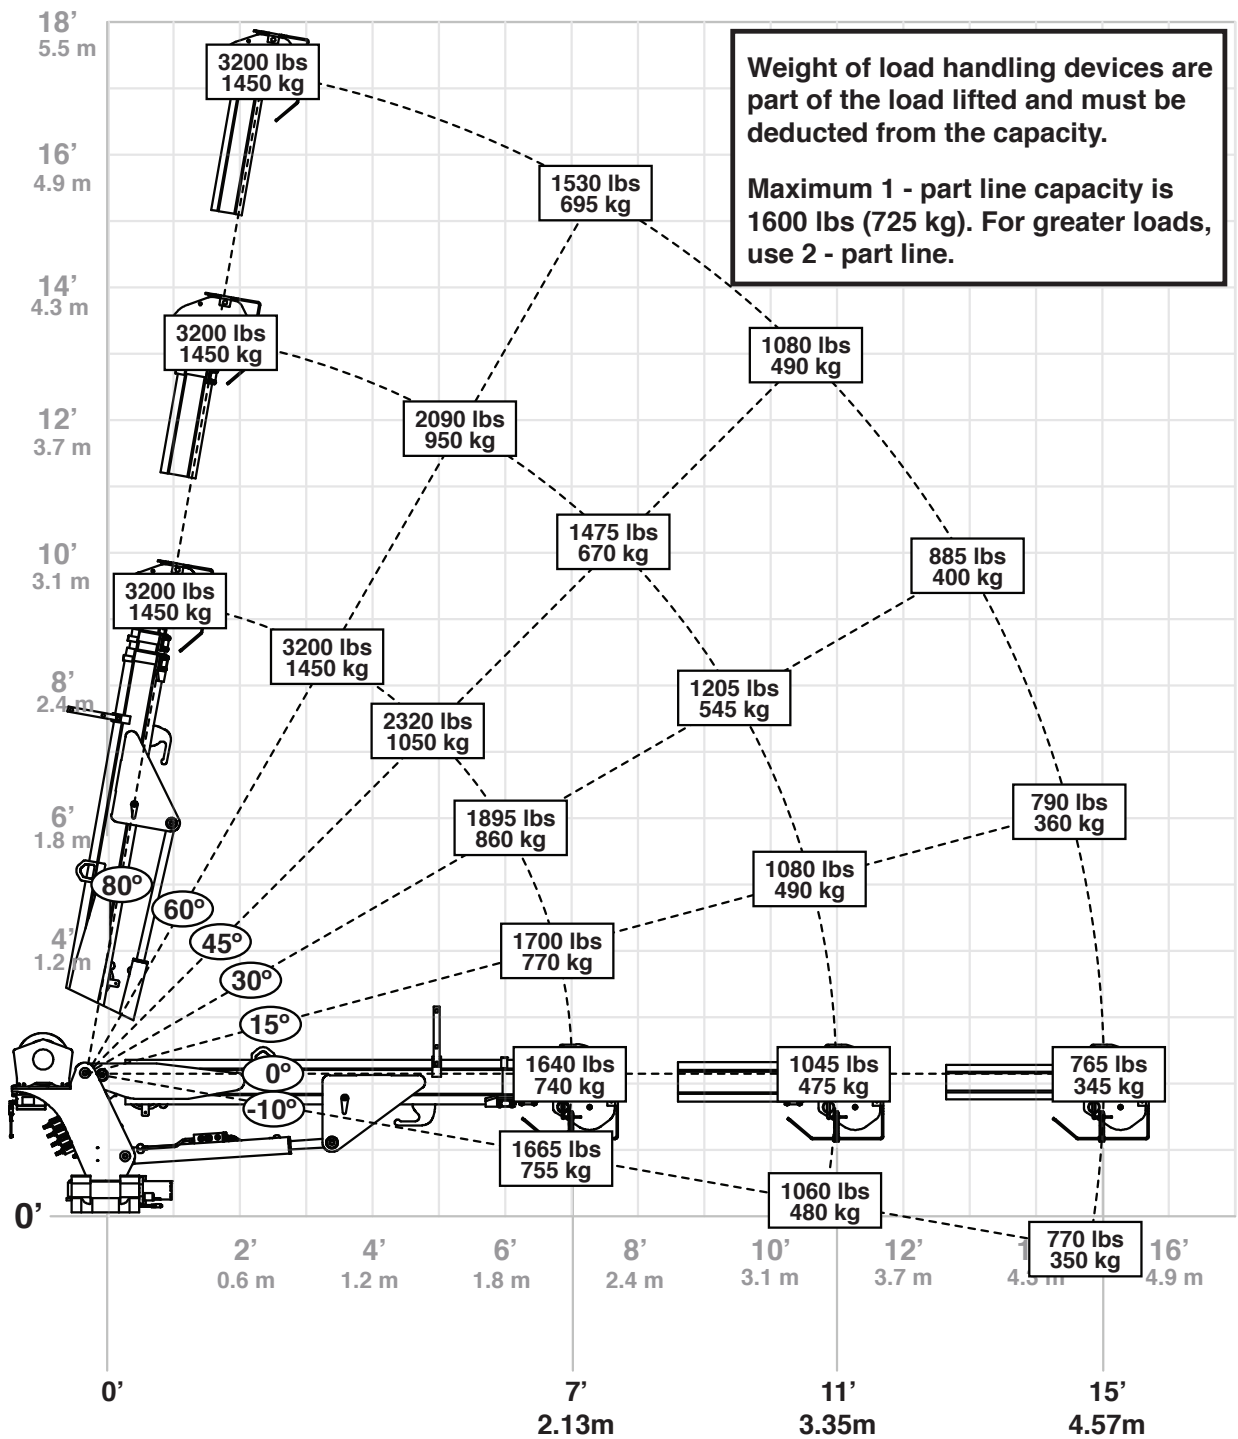 18’
5.5 m
3200 lbs
1450 kg
Weight of load handling devices are
part of the load lifted and must be
deducted from the capacity.
Maximum 1 - part line capacity is
1600 lbs (725 kg). For greater loads,
use 2 - part line.
16’
4.9 m
1530 lbs
695 kg
14’
4.3 m
3200 lbs
1450 kg
1080 lbs
490 kg
12’
3.7 m
2090 lbs
950 kg
10’
3.1 m
1475 lbs
670 kg
885 lbs
400 kg
3200 lbs
1450 kg
3200 lbs
1450 kg
8’
2.4 m
2320 lbs
1050 kg
1205 lbs
545 kg
6’
1.8 m
1895 lbs
860 kg
790 lbs
360 kg
80º
60º
45º
30º
15º
0º
-10º
1080 lbs
490 kg
4’
1.2 m
1700 lbs
770 kg
1640 lbs
740 kg
1045 lbs
475 kg
765 lbs
345 kg
1665 lbs
755 kg
1060 lbs
480 kg
770 lbs
350 kg
0’
2’
0.6 m
4’
1.2 m
6’
1.8 m
8’
2.4 m
10’
3.1 m
12’
3.7 m
16’
4.9 m
0’
7’
2.13m
11’
3.35m
15’
4.57m